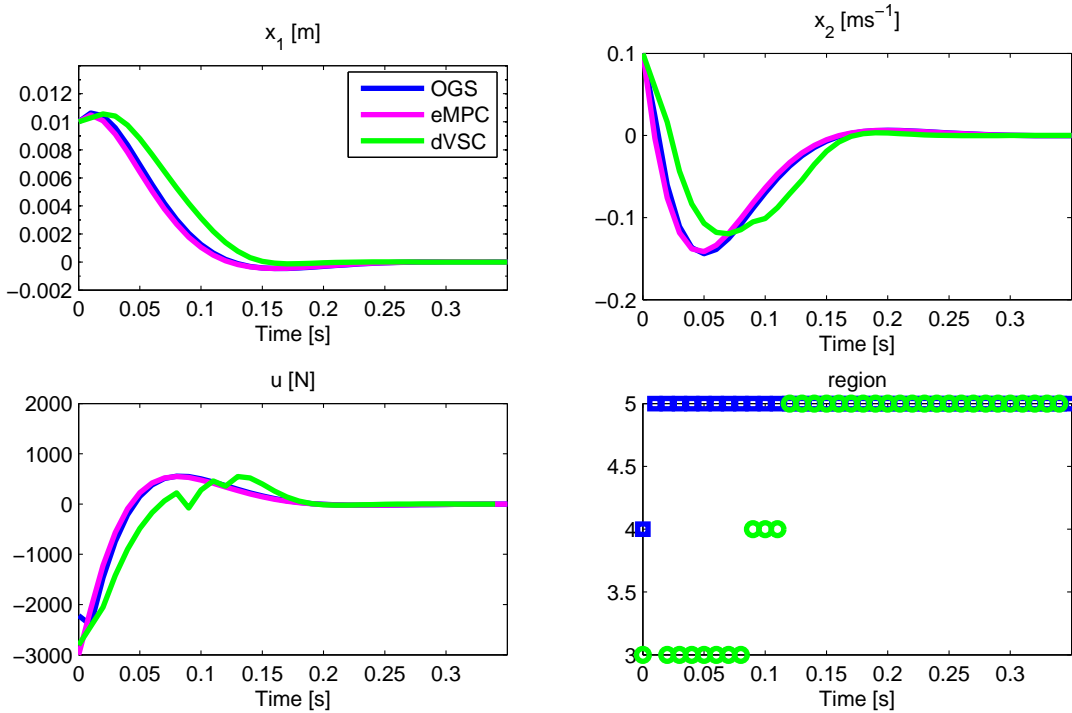 x_1 [m]
0.012
0.01
0.008
0.006
0.004
0.002
0
−0.002
0 0.05 0.1 0.15 0.2 0.25 0.3
Time [s]
OGS
eMPC
dVSC
x_2 [ms^{−1}]
0.1
0
−0.1
−0.2
0 0.05 0.1 0.15 0.2 0.25 0.3
Time [s]
u [N]
2000
1000
0
−1000
−2000
−3000
0 0.05 0.1 0.15 0.2 0.25 0.3
Time [s]
region
5
4.5
4
3.5
3
0 0.05 0.1 0.15 0.2 0.25 0.3
Time [s]